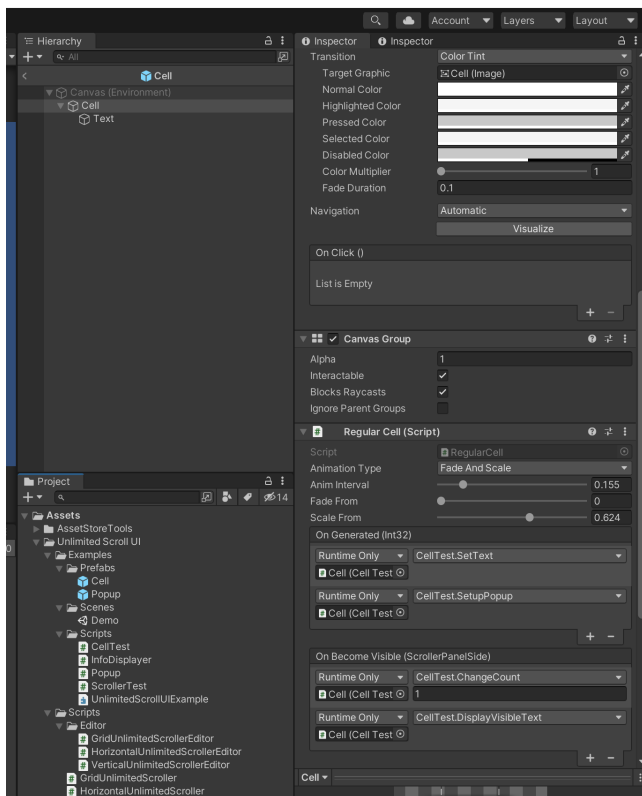 Account Layers Layout
Hierarchy
All
Cell
Canvas (Environment)
Cell
Text
Inspector Inspector
Transition Color Tint
Target Graphic Cell (Image)
Normal Color
Highlighted Color
Pressed Color
Selected Color
Disabled Color
Color Multiplier 1
Fade Duration 0.1
Navigation Automatic
Visualize
On Click ()
List is Empty
Canvas Group
Alpha 1
Interactable
Blocks Raycasts
Ignore Parent Groups
# Regular Cell (Script)
Script RegularCell
Animation Type Fade And Scale
Anim Interval 0.155
Fade From 0
Scale From 0.624
On Generated (Int32)
Runtime Only CellTest.SetText
Cell (Cell Test
Runtime Only CellTest.SetupPopup
Cell (Cell Test
On Become Visible (ScrollerPanelSide)
Runtime Only CellTest.ChangeCount
Cell (Cell Test 1
Runtime Only CellTest.DisplayVisibleText
Cell (Cell Test
Cell
Project
14
Assets
AssetStoreTools
Unlimited Scroll UI
Examples
Prefabs
Cell
Popup
Scenes
Demo
Scripts
CellTest
InfoDisplayer
Popup
ScrollerTest
UnlimitedScrollUIExample
Scripts
Editor
GridUnlimitedScrollerEditor
HorizontalUnlimitedScrollerEditor
VerticalUnlimitedScrollerEditor
GridUnlimitedScroller
HorizontalUnlimitedScroller